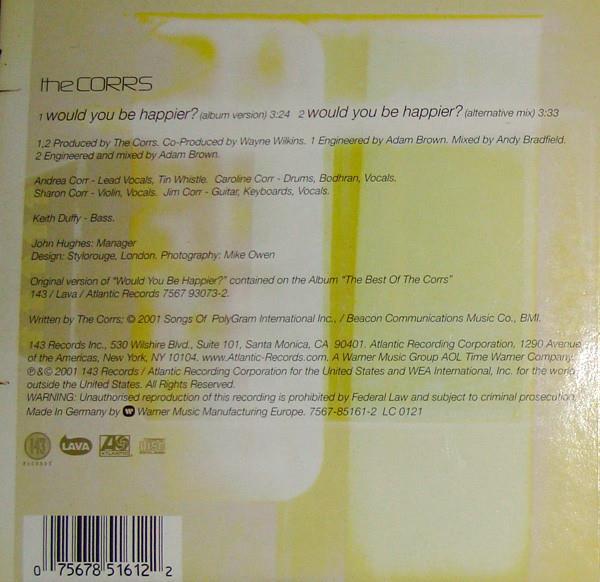 the CORRS
1 would you be happier? (album version) 3:24 2 would you be happier? (alternative mix) 3:33
1,2 Produced by The Corrs. Co-Produced by Wayne Wilkins. 1 Engineered by Adam Brown. Mixed by Andy Bradfield.
2 Engineered and mixed by Adam Brown.
Andrea Corr - Lead Vocals, Tin Whistle. Caroline Corr - Drums, Bodhran, Vocals.
Sharon Corr - Violin, Vocals. Jim Corr - Guitar, Keyboards, Vocals.
Keith Duffy - Bass.
John Hughes: Manager
Design: Stylorouge, London. Photography: Mike Owen
Original version of "Would You Be Happier?" contained on the Album "The Best Of The Corrs"
143 / Lava / Atlantic Records 7567 93073-2.
Written by The Corrs; © 2001 Songs Of PolyGram International Inc., / Beacon Communications Music Co., BMI.
143 Records Inc., 530 Wilshire Blvd., Suite 101, Santa Monica, CA 90401. Atlantic Recording Corporation, 1290 Avenue
of the Americas, New York, NY 10104. www.Atlantic-Records.com. A Warner Music Group AOL Time Warner Company.
℗&© 2001 143 Records / Atlantic Recording Corporation for the United States and WEA International, Inc. for the world
outside the United States. All Rights Reserved.
WARNING: Unauthorised reproduction of this recording is prohibited by Federal Law and subject to criminal prosecution.
Made In Germany by Warner Music Manufacturing Europe. 7567-85161-2 LC 0121
143 RECORDS LAVA ATLANTIC disc
0 75678 51612 2